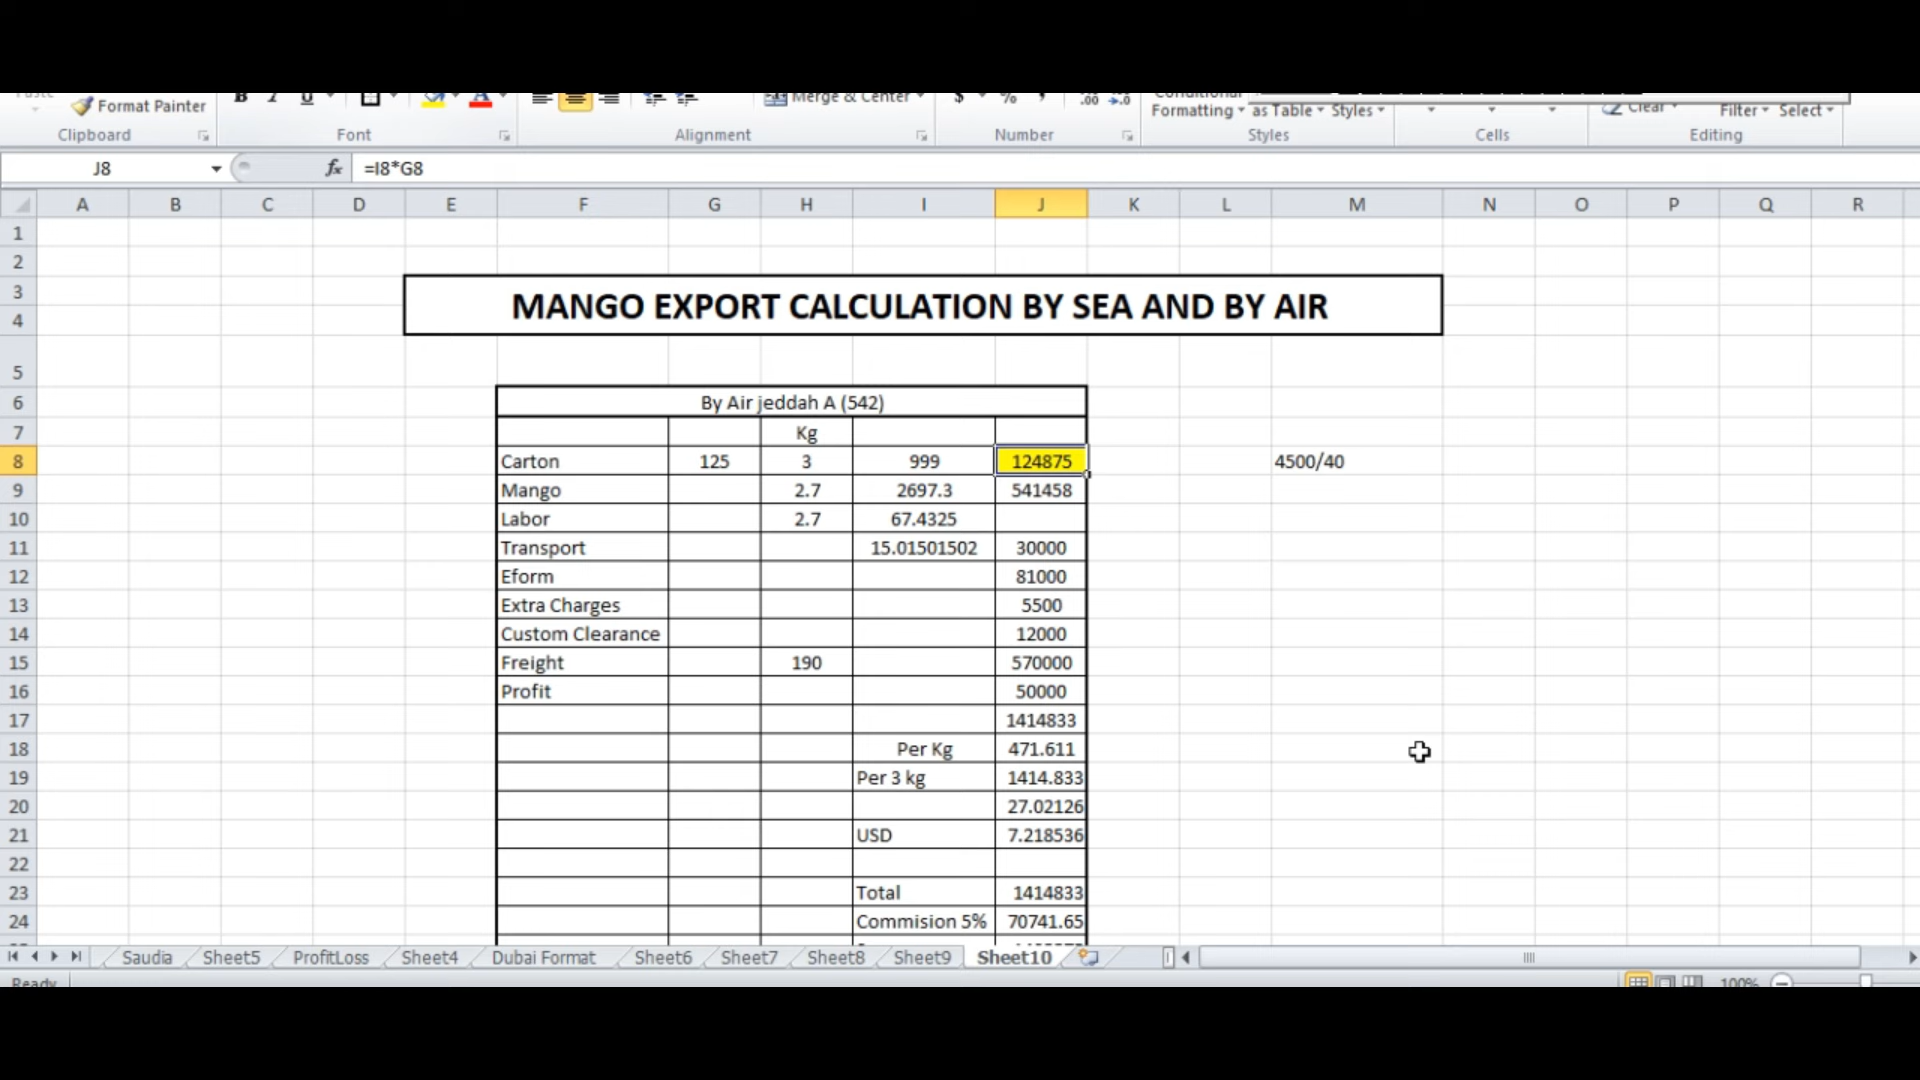 Format Painter
B I U
Merge & Center
$ % ,
Formatting as Table Styles
Clear
Filter Select
Clipboard
Font
Alignment
Number
Styles
Cells
Editing
J8
fx
=I8*G8
A B C D E F G H I J K L M N O P Q R
1
2
3
MANGO EXPORT CALCULATION BY SEA AND BY AIR
4
5
6 By Air jeddah A (542)
7 Kg
8 Carton 125 3 999 124875 4500/40
9 Mango 2.7 2697.3 541458
10 Labor 2.7 67.4325
11 Transport 15.01501502 30000
12 Eform 81000
13 Extra Charges 5500
14 Custom Clearance 12000
15 Freight 190 570000
16 Profit 50000
17 1414833
18 Per Kg 471.611
19 Per 3 kg 1414.833
20 27.02126
21 USD 7.218536
22
23 Total 1414833
24 Commision 5% 70741.65
Saudia Sheet5 ProfitLoss Sheet4 Dubai Format Sheet6 Sheet7 Sheet8 Sheet9 Sheet10
Ready
100%